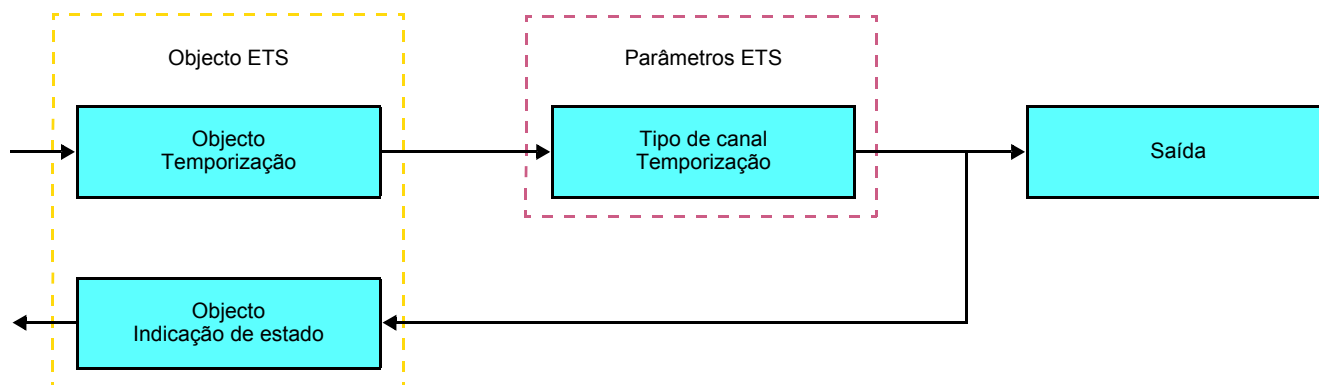 Objecto ETS
Parâmetros ETS
Objecto
Temporização
Tipo de canal
Temporização
Saída
Objecto
Indicação de estado